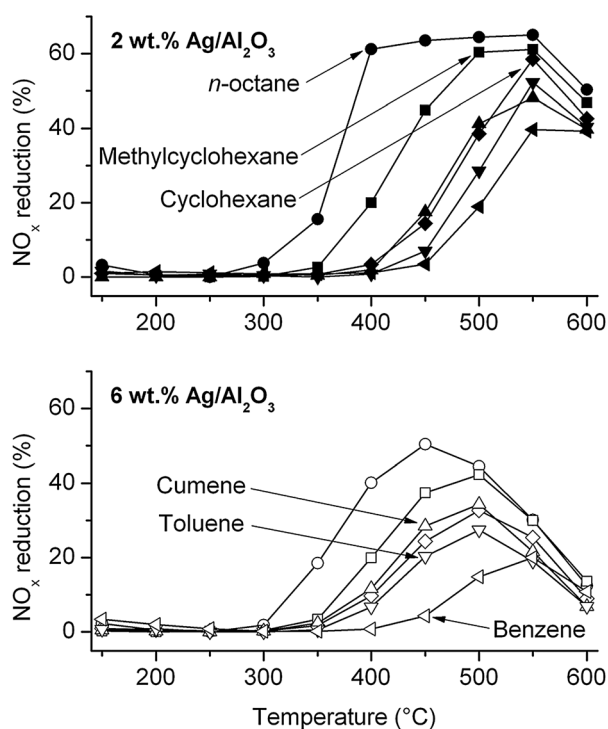 2 wt.% Ag/Al₂O₃
n-octane
Methylcyclohexane
Cyclohexane
NOₓ reduction (%)
60
40
20
0
200 300 400 500 600
6 wt.% Ag/Al₂O₃
Cumene
Toluene
Benzene
NOₓ reduction (%)
60
40
20
0
200 300 400 500 600
Temperature (°C)